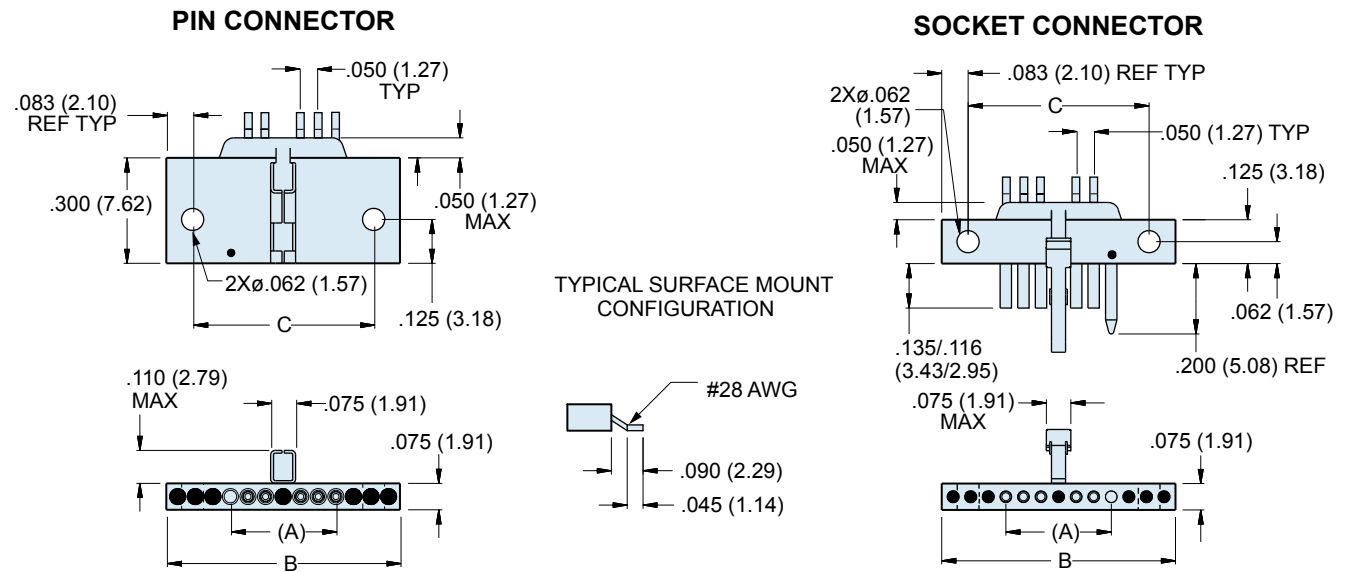 PIN CONNECTOR
.050 (1.27)
TYP
.083 (2.10)
REF TYP
.300 (7.62)
.050 (1.27)
MAX
2Xø.062 (1.57)
C
.125 (3.18)
.110 (2.79)
MAX
.075 (1.91)
.075 (1.91)
(A)
B
TYPICAL SURFACE MOUNT
CONFIGURATION
#28 AWG
.090 (2.29)
.045 (1.14)
SOCKET CONNECTOR
.083 (2.10) REF TYP
2Xø.062
(1.57)
C
.050 (1.27)
MAX
.050 (1.27) TYP
.125 (3.18)
.062 (1.57)
.135/.116
(3.43/2.95)
.200 (5.08) REF
.075 (1.91)
MAX
.075 (1.91)
(A)
B